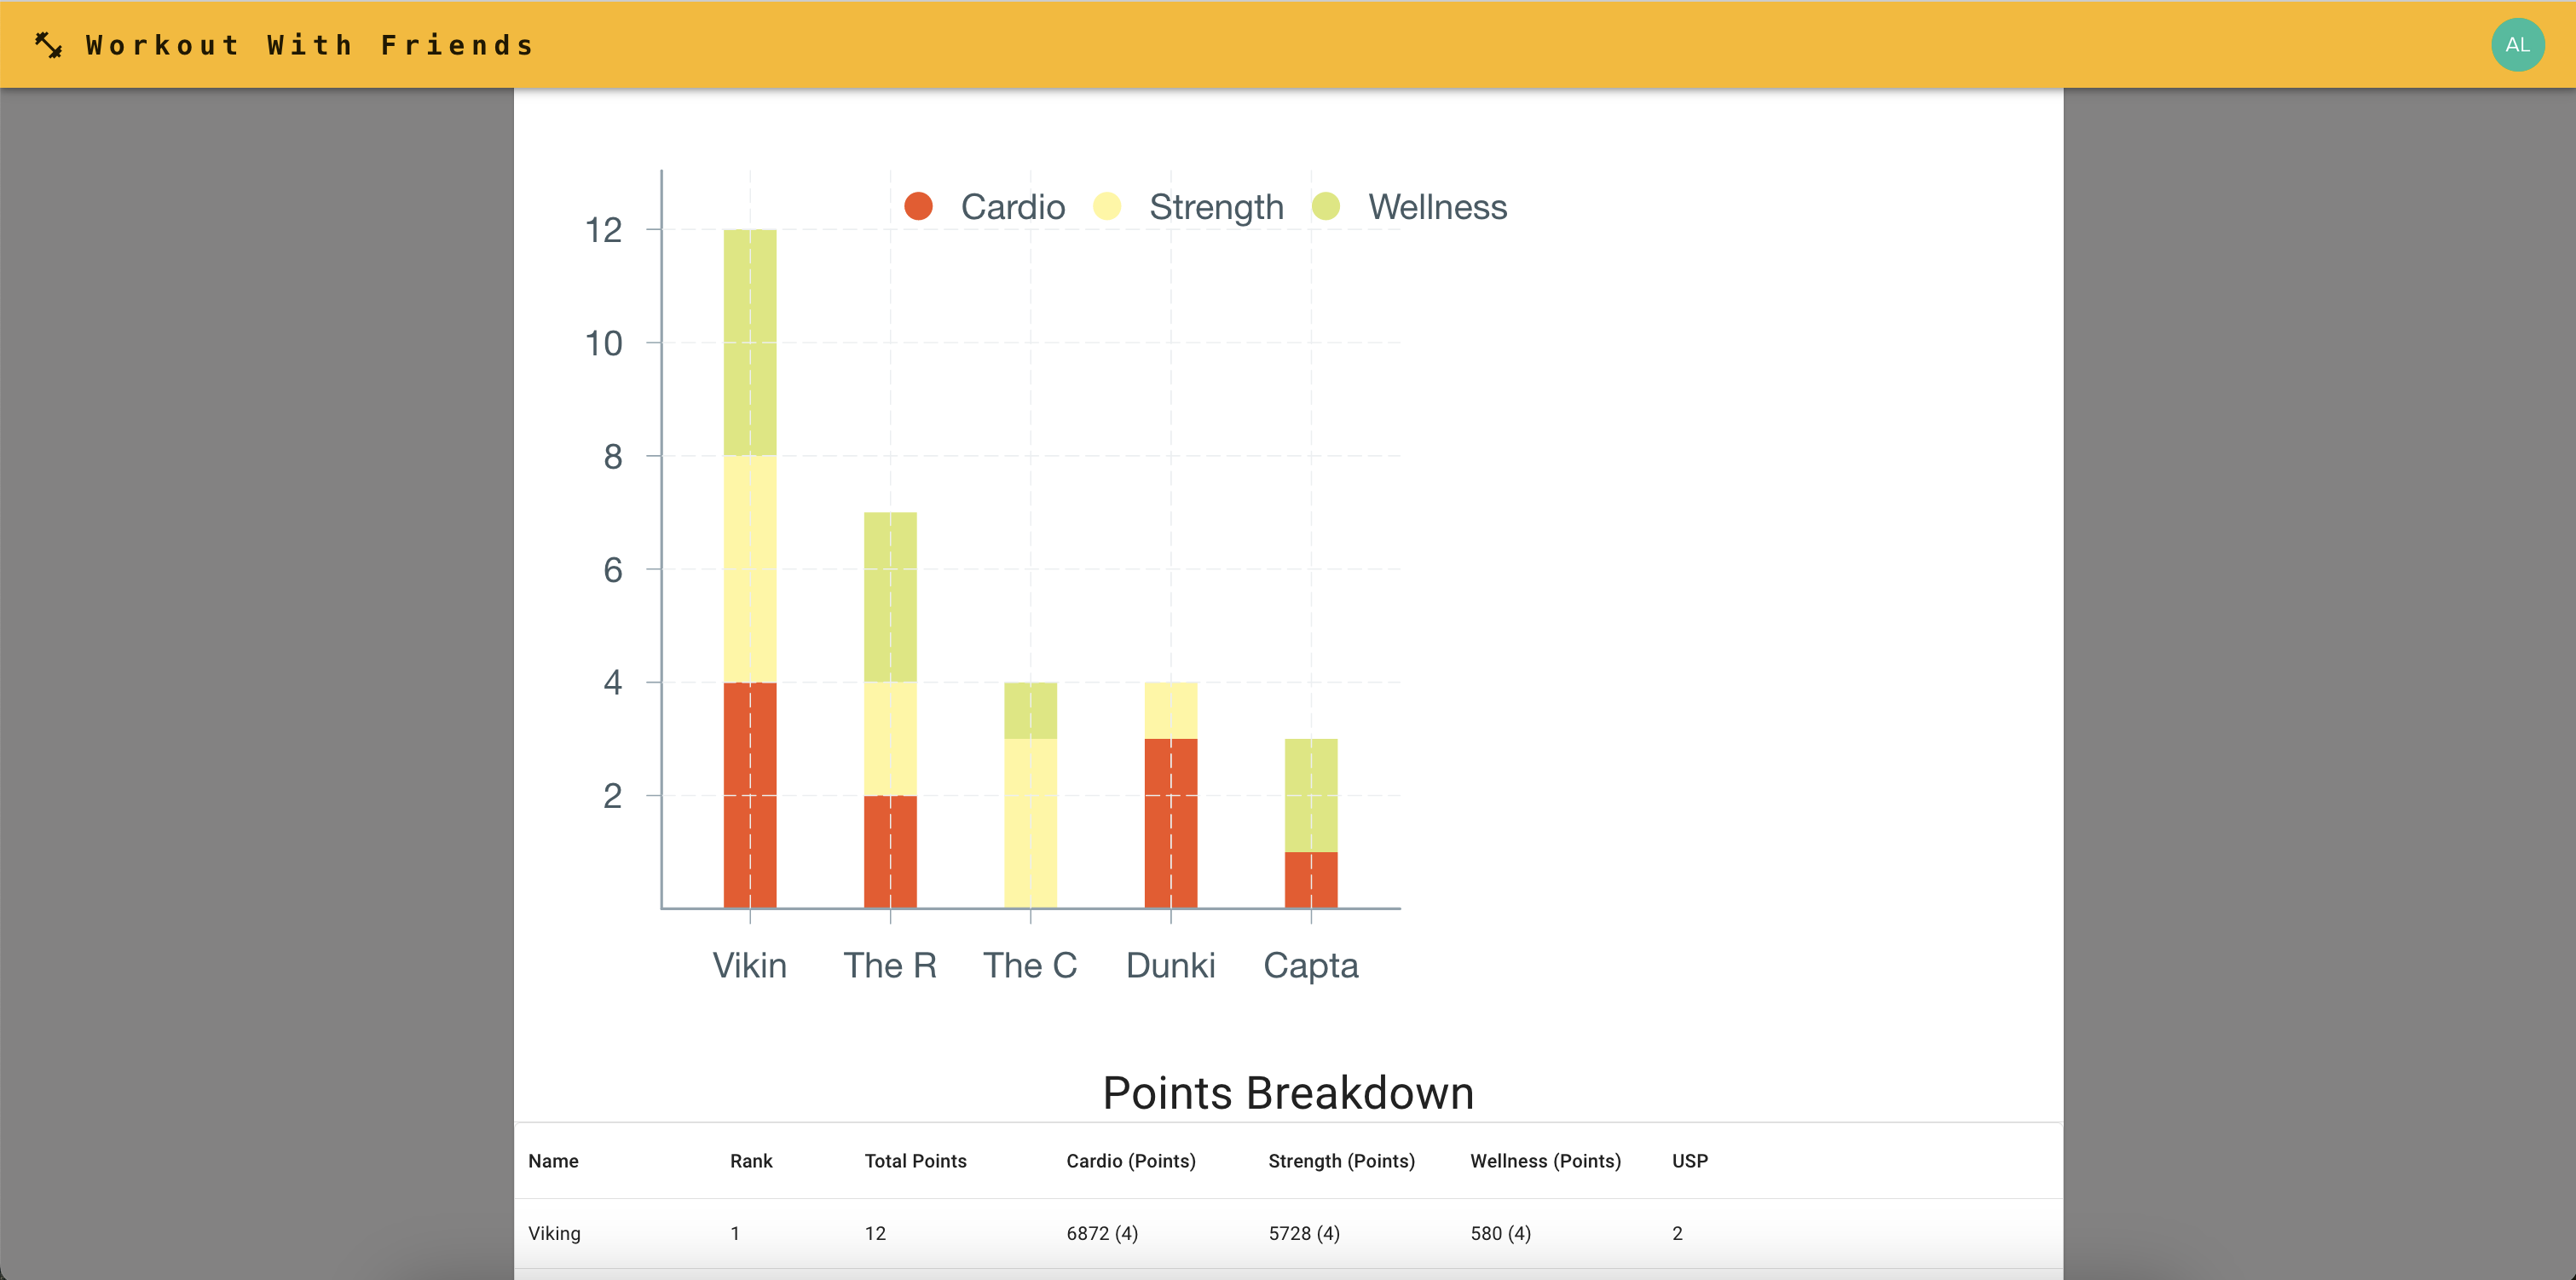 Workout With Friends
AL
Cardio Strength Wellness
12
10
8
6
4
2
Vikin The R The C Dunki Capta
Points Breakdown
Name Rank Total Points Cardio (Points) Strength (Points) Wellness (Points) USP
Viking 1 12 6872 (4) 5728 (4) 580 (4) 2